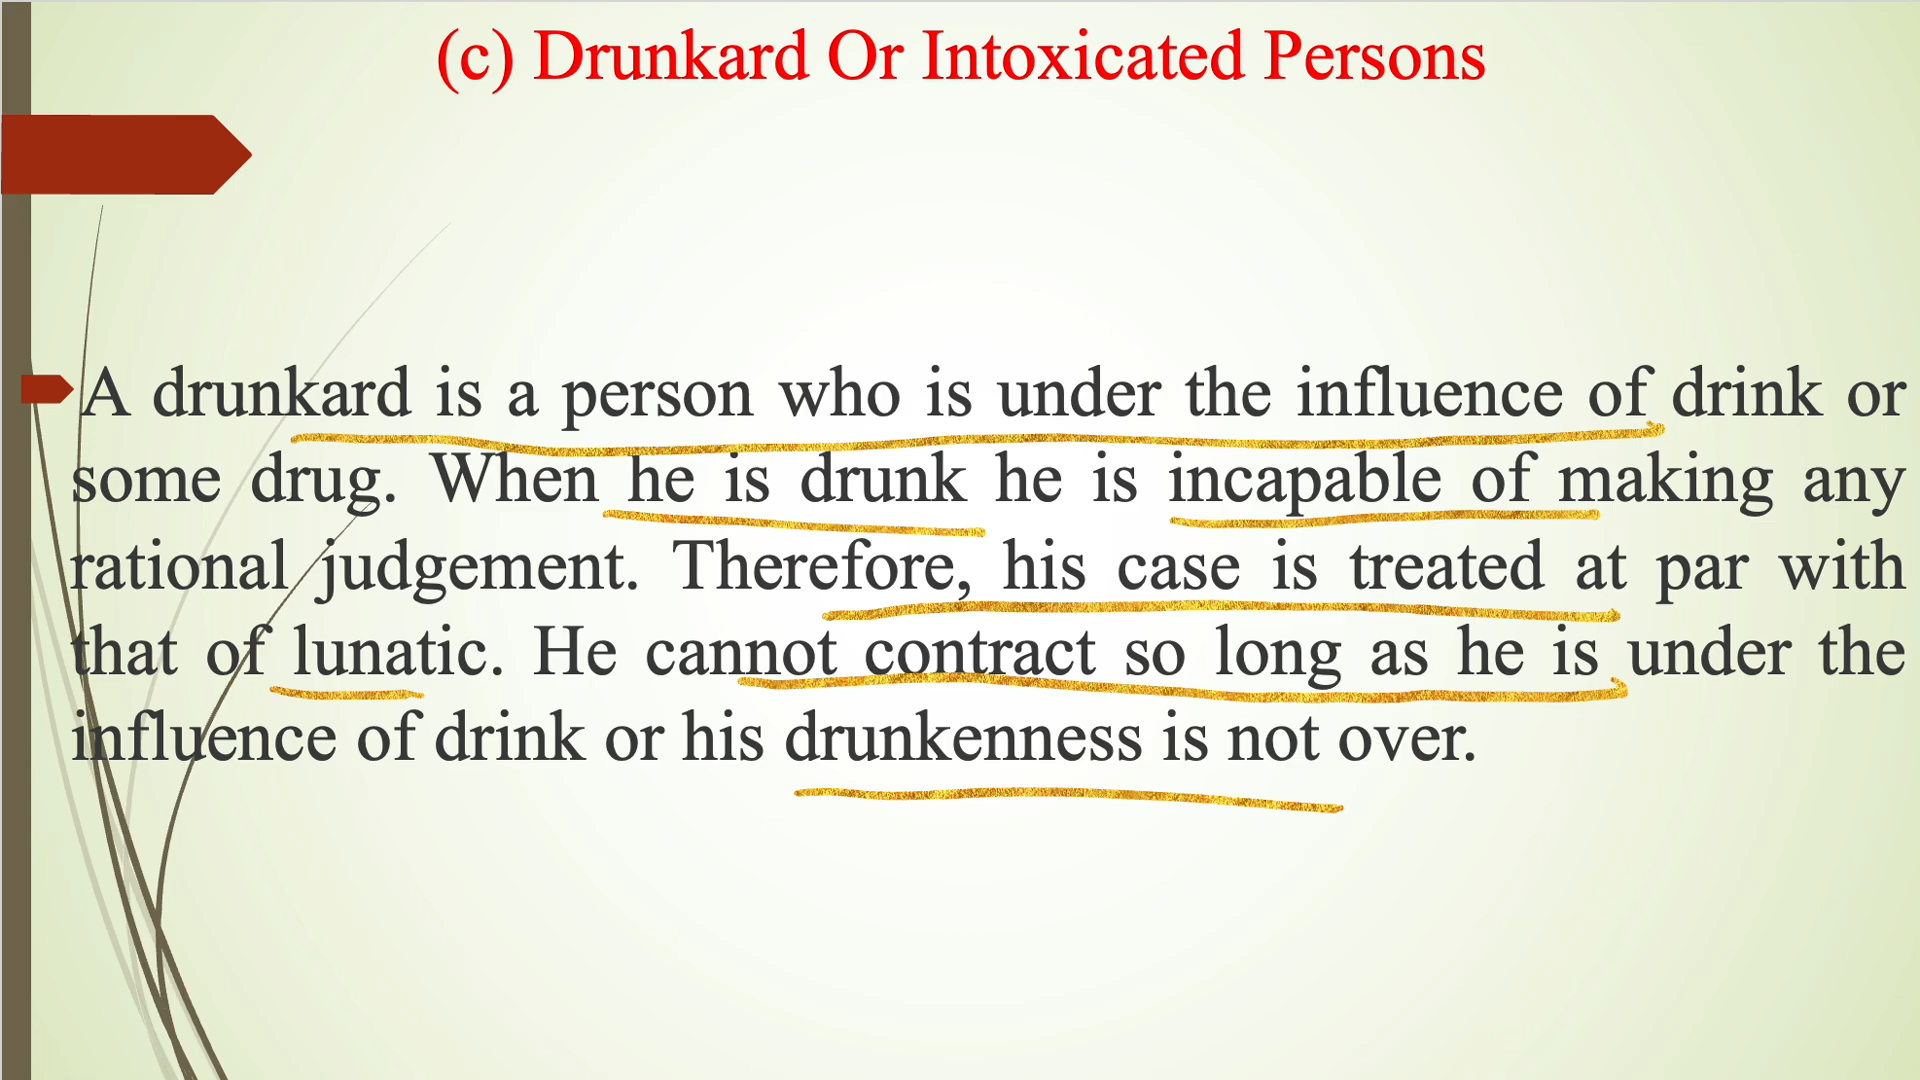 (c) Drunkard Or Intoxicated Persons
A drunkard is a person who is under the influence of drink or
some drug. When he is drunk he is incapable of making any
rational judgement. Therefore, his case is treated at par with
that of lunatic. He cannot contract so long as he is under the
influence of drink or his drunkenness is not over.